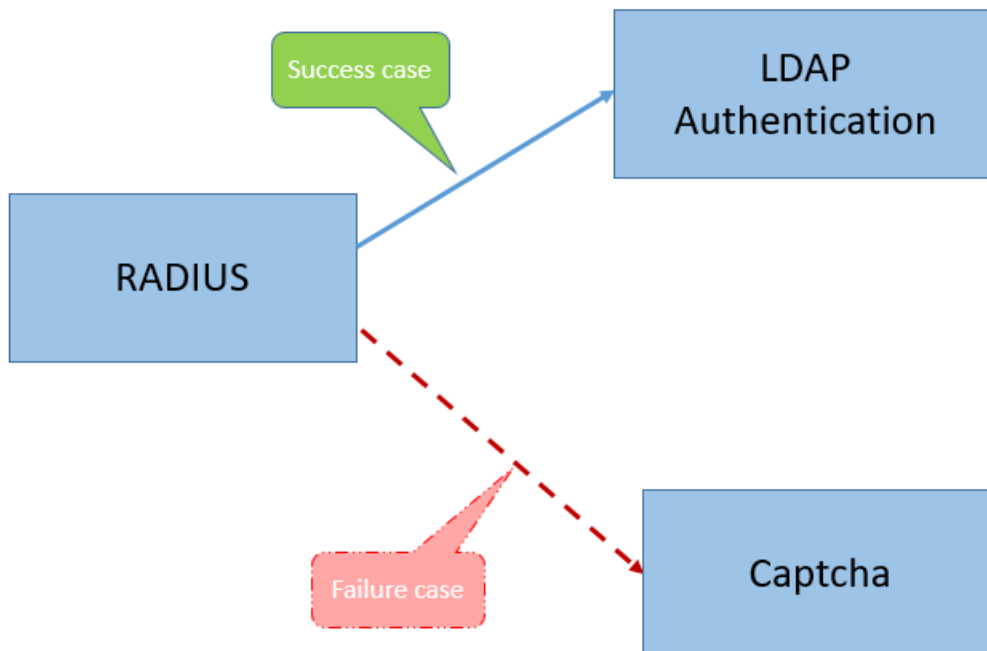 Success case
LDAP
Authentication
RADIUS
Failure case
Captcha